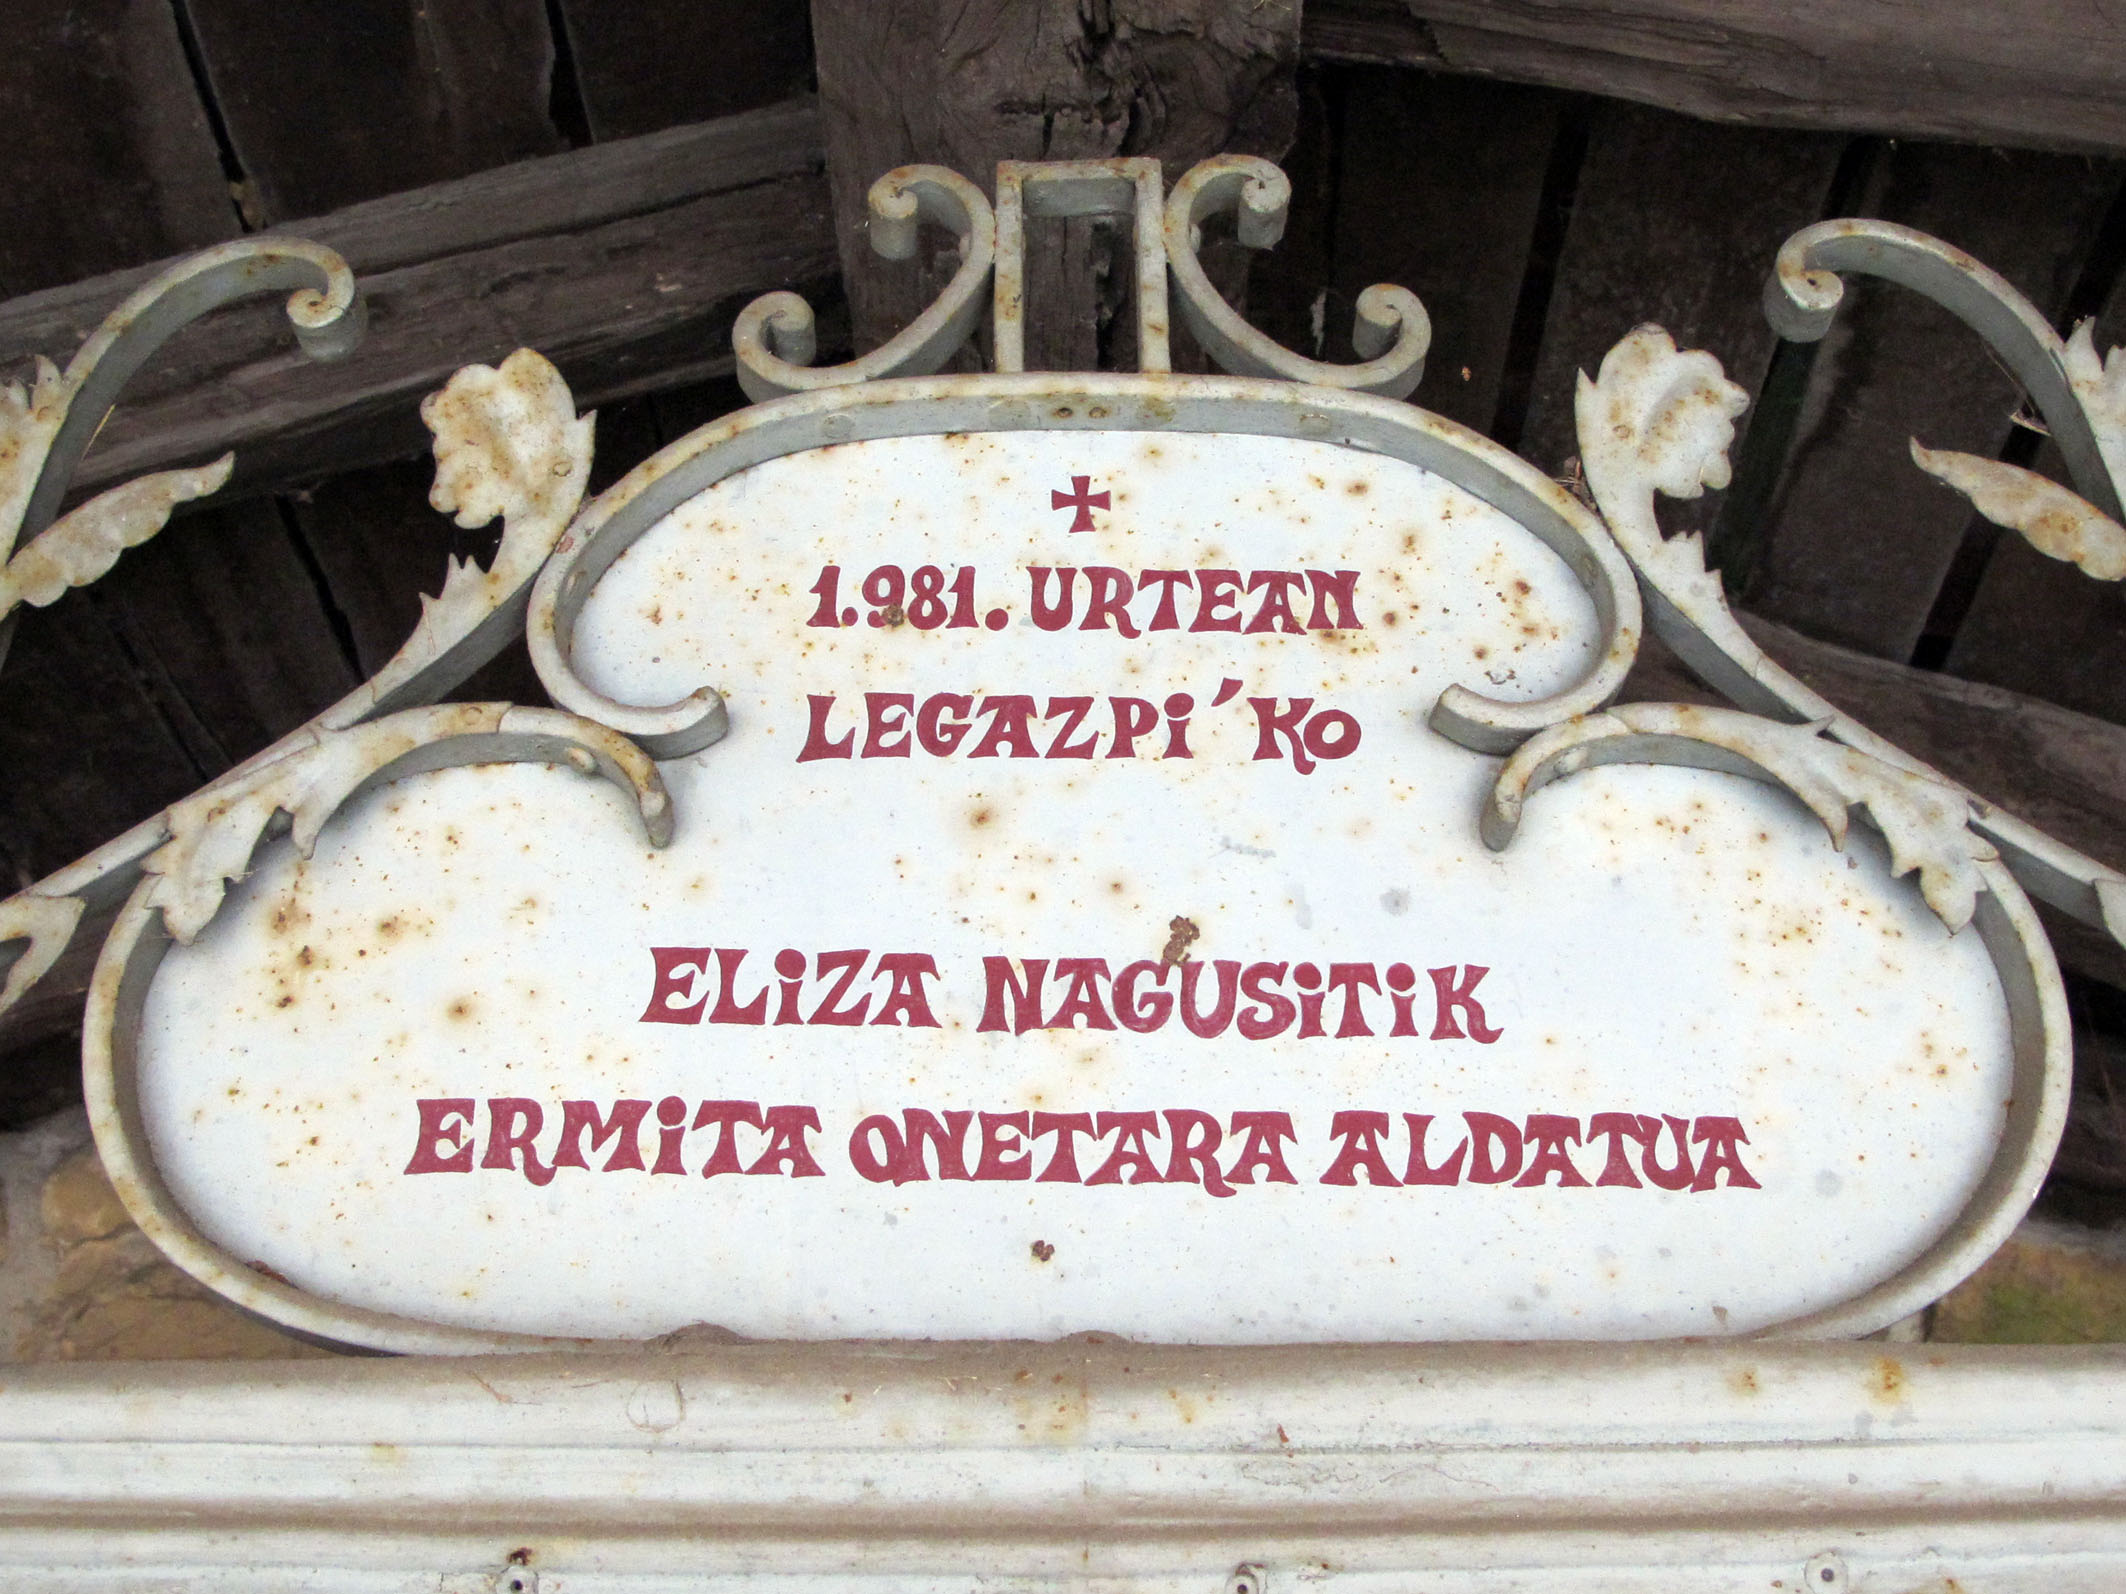 ✠
1.981. URTEAN
LEGAZPi'KO
ELiZA NAGUSiTiK
ERMiTA ONETARA ALDATUA